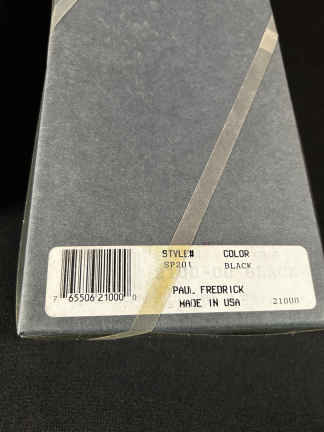 STYLE# COLOR
SP201 BLACK
7 65506 21000 0
PAUL FREDRICK
MADE IN USA 21000